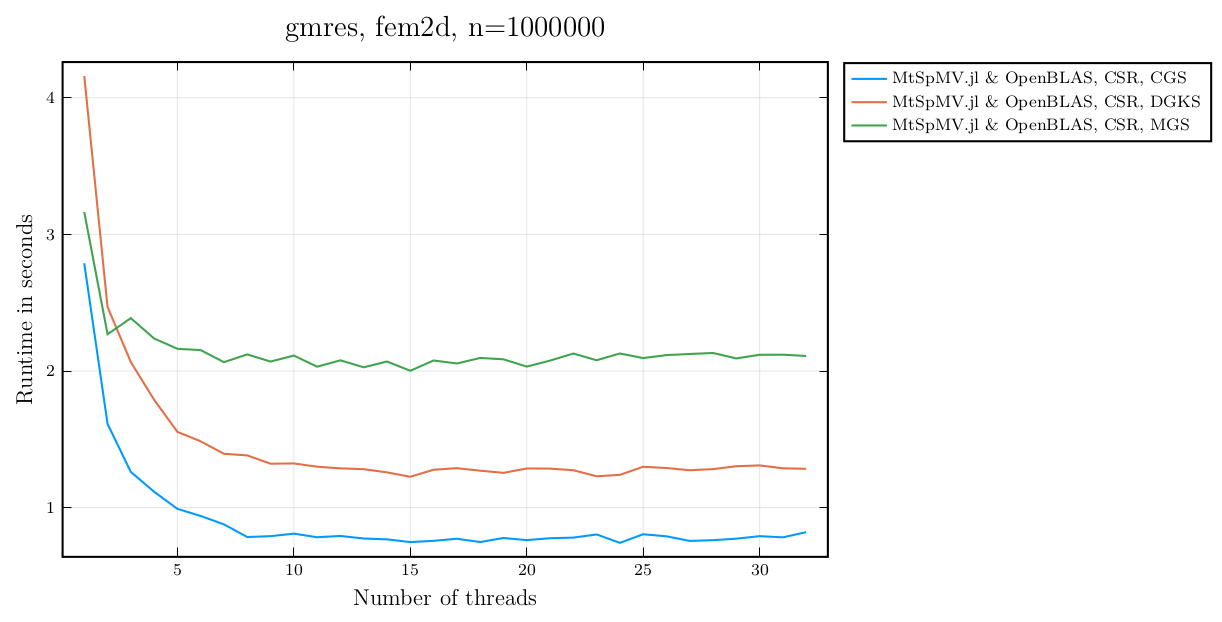 gmres, fem2d, n=1000000
MtSpMV.jl & OpenBLAS, CSR, CGS
MtSpMV.jl & OpenBLAS, CSR, DGKS
MtSpMV.jl & OpenBLAS, CSR, MGS
Runtime in seconds
4
3
2
1
5 10 15 20 25 30
Number of threads